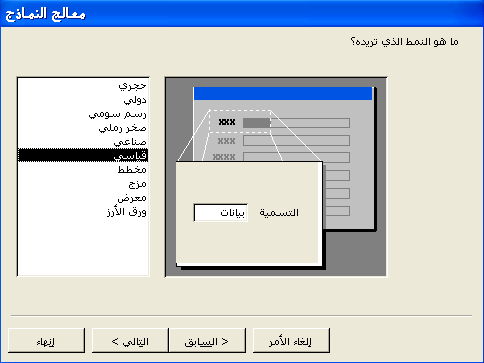 معالج النماذج
ما هو النمط الذي تريده؟
حجري
دولي
رسم سومي
صخر رملي
صناعي
قياسي
مخطط
مزج
معرض
ورق الأرز
xxx
xxx
xxxx
التسمية
بيانات
إلغاء الأمر
< السابق
التالي >
إنهاء